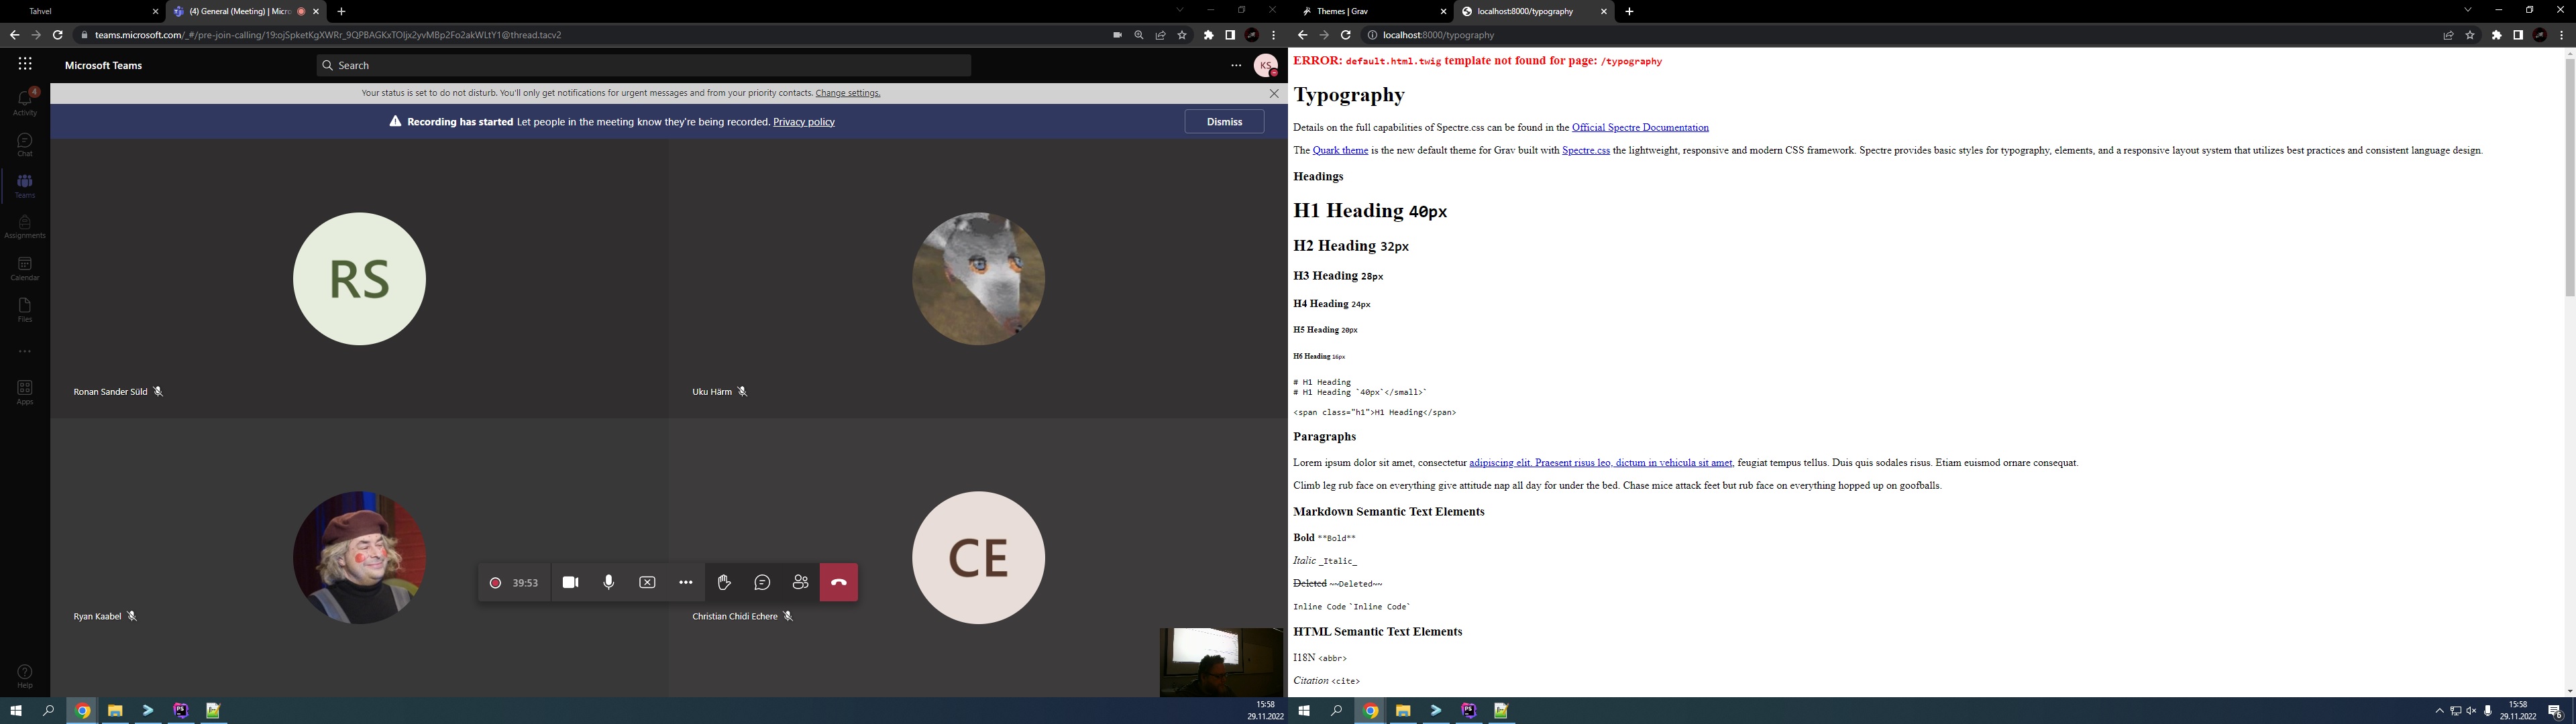 Tahvel
(4) General (Meeting) | Micro
teams.microsoft.com/_#/pre-join-calling/19:ojSpketKgXWRr_9QPBAGKxTOIjx2yvMBp2Fo2akWLtY1@thread.tacv2
Microsoft Teams
Search
KS
Your status is set to do not disturb. You'll only get notifications for urgent messages and from your priority contacts. Change settings.
Recording has started Let people in the meeting know they're being recorded. Privacy policy
Dismiss
4
Activity
Chat
Teams
Assignments
Calendar
Files
Apps
Help
RS
Ronan Sander Süld
Uku Härm
Ryan Kaabel
CE
Christian Chidi Echere
39:53
15:58
29.11.2022
Themes | Grav
localhost:8000/typography
localhost:8000/typography
ERROR: default.html.twig template not found for page: /typography
Typography
Details on the full capabilities of Spectre.css can be found in the Official Spectre Documentation
The Quark theme is the new default theme for Grav built with Spectre.css the lightweight, responsive and modern CSS framework. Spectre provides basic styles for typography, elements, and a responsive layout system that utilizes best practices and consistent language design.
Headings
H1 Heading 40px
H2 Heading 32px
H3 Heading 28px
H4 Heading 24px
H5 Heading 20px
H6 Heading 16px
# H1 Heading
# H1 Heading `40px`</small>`
<span class="h1">H1 Heading</span>
Paragraphs
Lorem ipsum dolor sit amet, consectetur adipiscing elit. Praesent risus leo, dictum in vehicula sit amet, feugiat tempus tellus. Duis quis sodales risus. Etiam euismod ornare consequat.
Climb leg rub face on everything give attitude nap all day for under the bed. Chase mice attack feet but rub face on everything hopped up on goofballs.
Markdown Semantic Text Elements
Bold **Bold**
Italic _Italic_
Deleted ~~Deleted~~
Inline Code `Inline Code`
HTML Semantic Text Elements
I18N <abbr>
Citation <cite>
15:58
29.11.2022